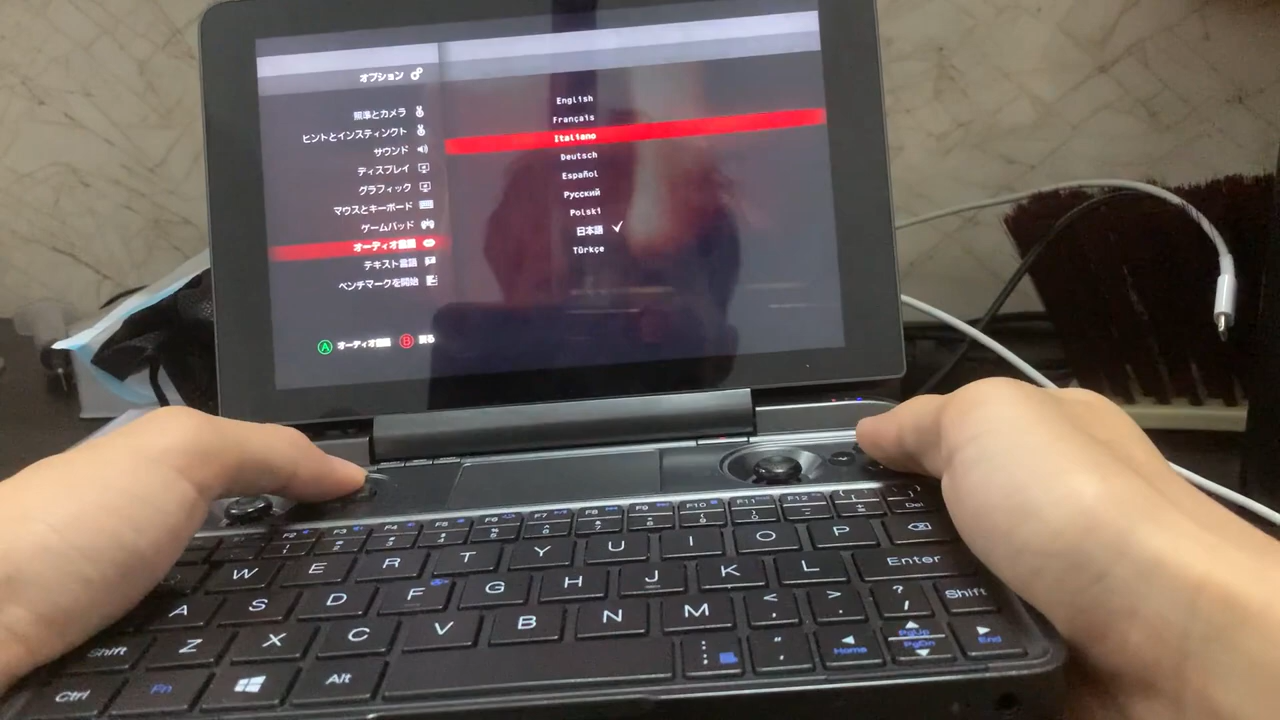 オプション
照準とカメラ
ヒントとインスティンクト
サウンド
ディスプレイ
グラフィック
マウスとキーボード
ゲームパッド
オーディオ言語
テキスト言語
ベンチマークを開始
A オーディオ言語 B 戻る
English
Français
Italiano
Deutsch
Español
Русский
Polski
日本語
Türkçe
F2 F3 F4 F5 F6 F7 F8 F9 F10 F11 F12
Del
W E R T Y U I O P
A S D F G H J K L Enter
Shift Z X C V B N M < > ? / Shift
Ctrl Fn Alt Home PgUp PgDn End